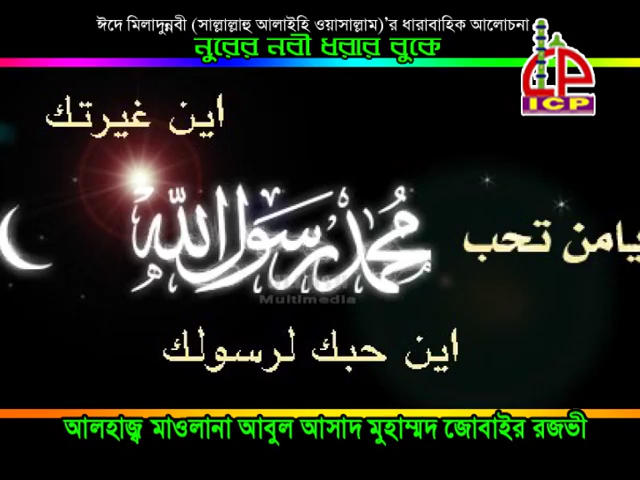 ঈদে মিলাদুন্নবী (সাল্লাল্লাহু আলাইহি ওয়াসাল্লাম)'র ধারাবাহিক আলোচনা
নুরের নবী ধরার বুকে
ICP
اين غيرتك
محمد رسول الله
يامن تحب
Multimedia
اين حبك لرسولك
আলহাজ্ব মাওলানা আবুল আসাদ মুহাম্মদ জোবাইর রজভী